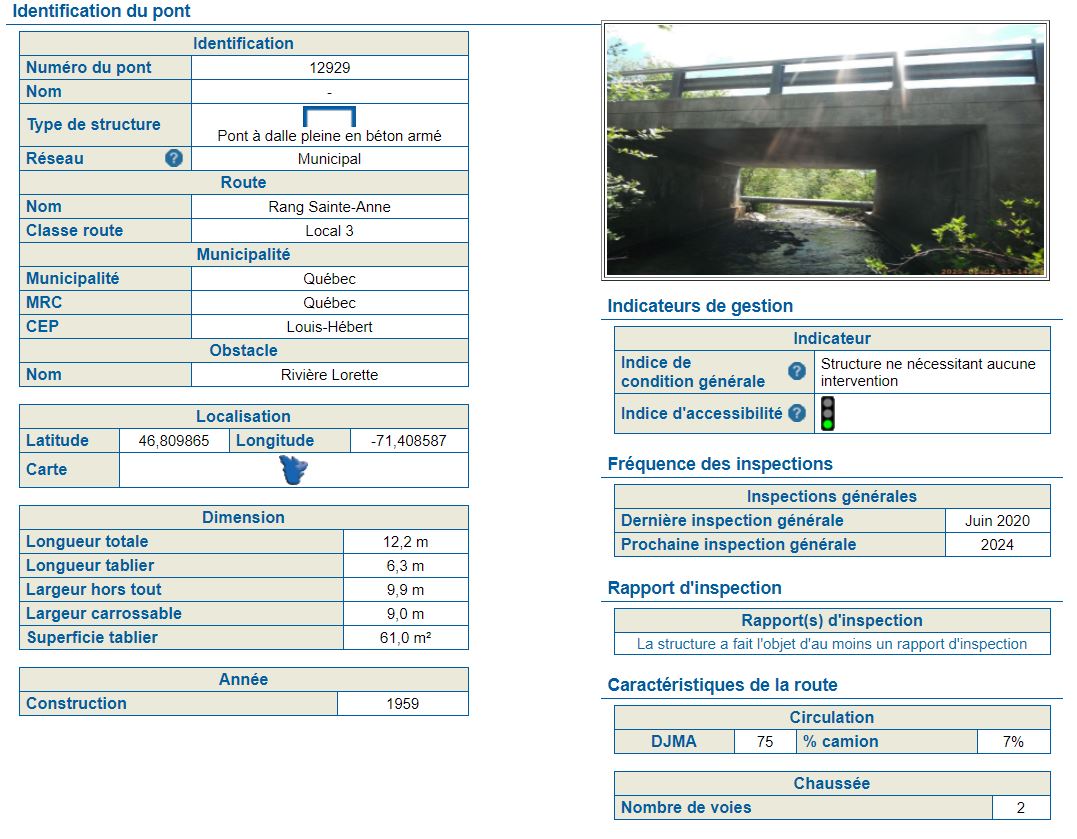 Identification du pont
Identification
Numéro du pont 12929
Nom -
Type de structure Pont à dalle pleine en béton armé
Réseau ? Municipal
Route
Nom Rang Sainte-Anne
Classe route Local 3
Municipalité
Municipalité Québec
MRC Québec
CEP Louis-Hébert
Obstacle
Nom Rivière Lorette
Localisation
Latitude 46,809865 Longitude -71,408587
Carte
Dimension
Longueur totale 12,2 m
Longueur tablier 6,3 m
Largeur hors tout 9,9 m
Largeur carrossable 9,0 m
Superficie tablier 61,0 m²
Année
Construction 1959
Indicateurs de gestion
Indicateur
Indice de
condition générale ? Structure ne nécessitant aucune
intervention
Indice d'accessibilité ?
Fréquence des inspections
Inspections générales
Dernière inspection générale Juin 2020
Prochaine inspection générale 2024
Rapport d'inspection
Rapport(s) d'inspection
La structure a fait l'objet d'au moins un rapport d'inspection
Caractéristiques de la route
Circulation
DJMA 75 % camion 7%
Chaussée
Nombre de voies 2